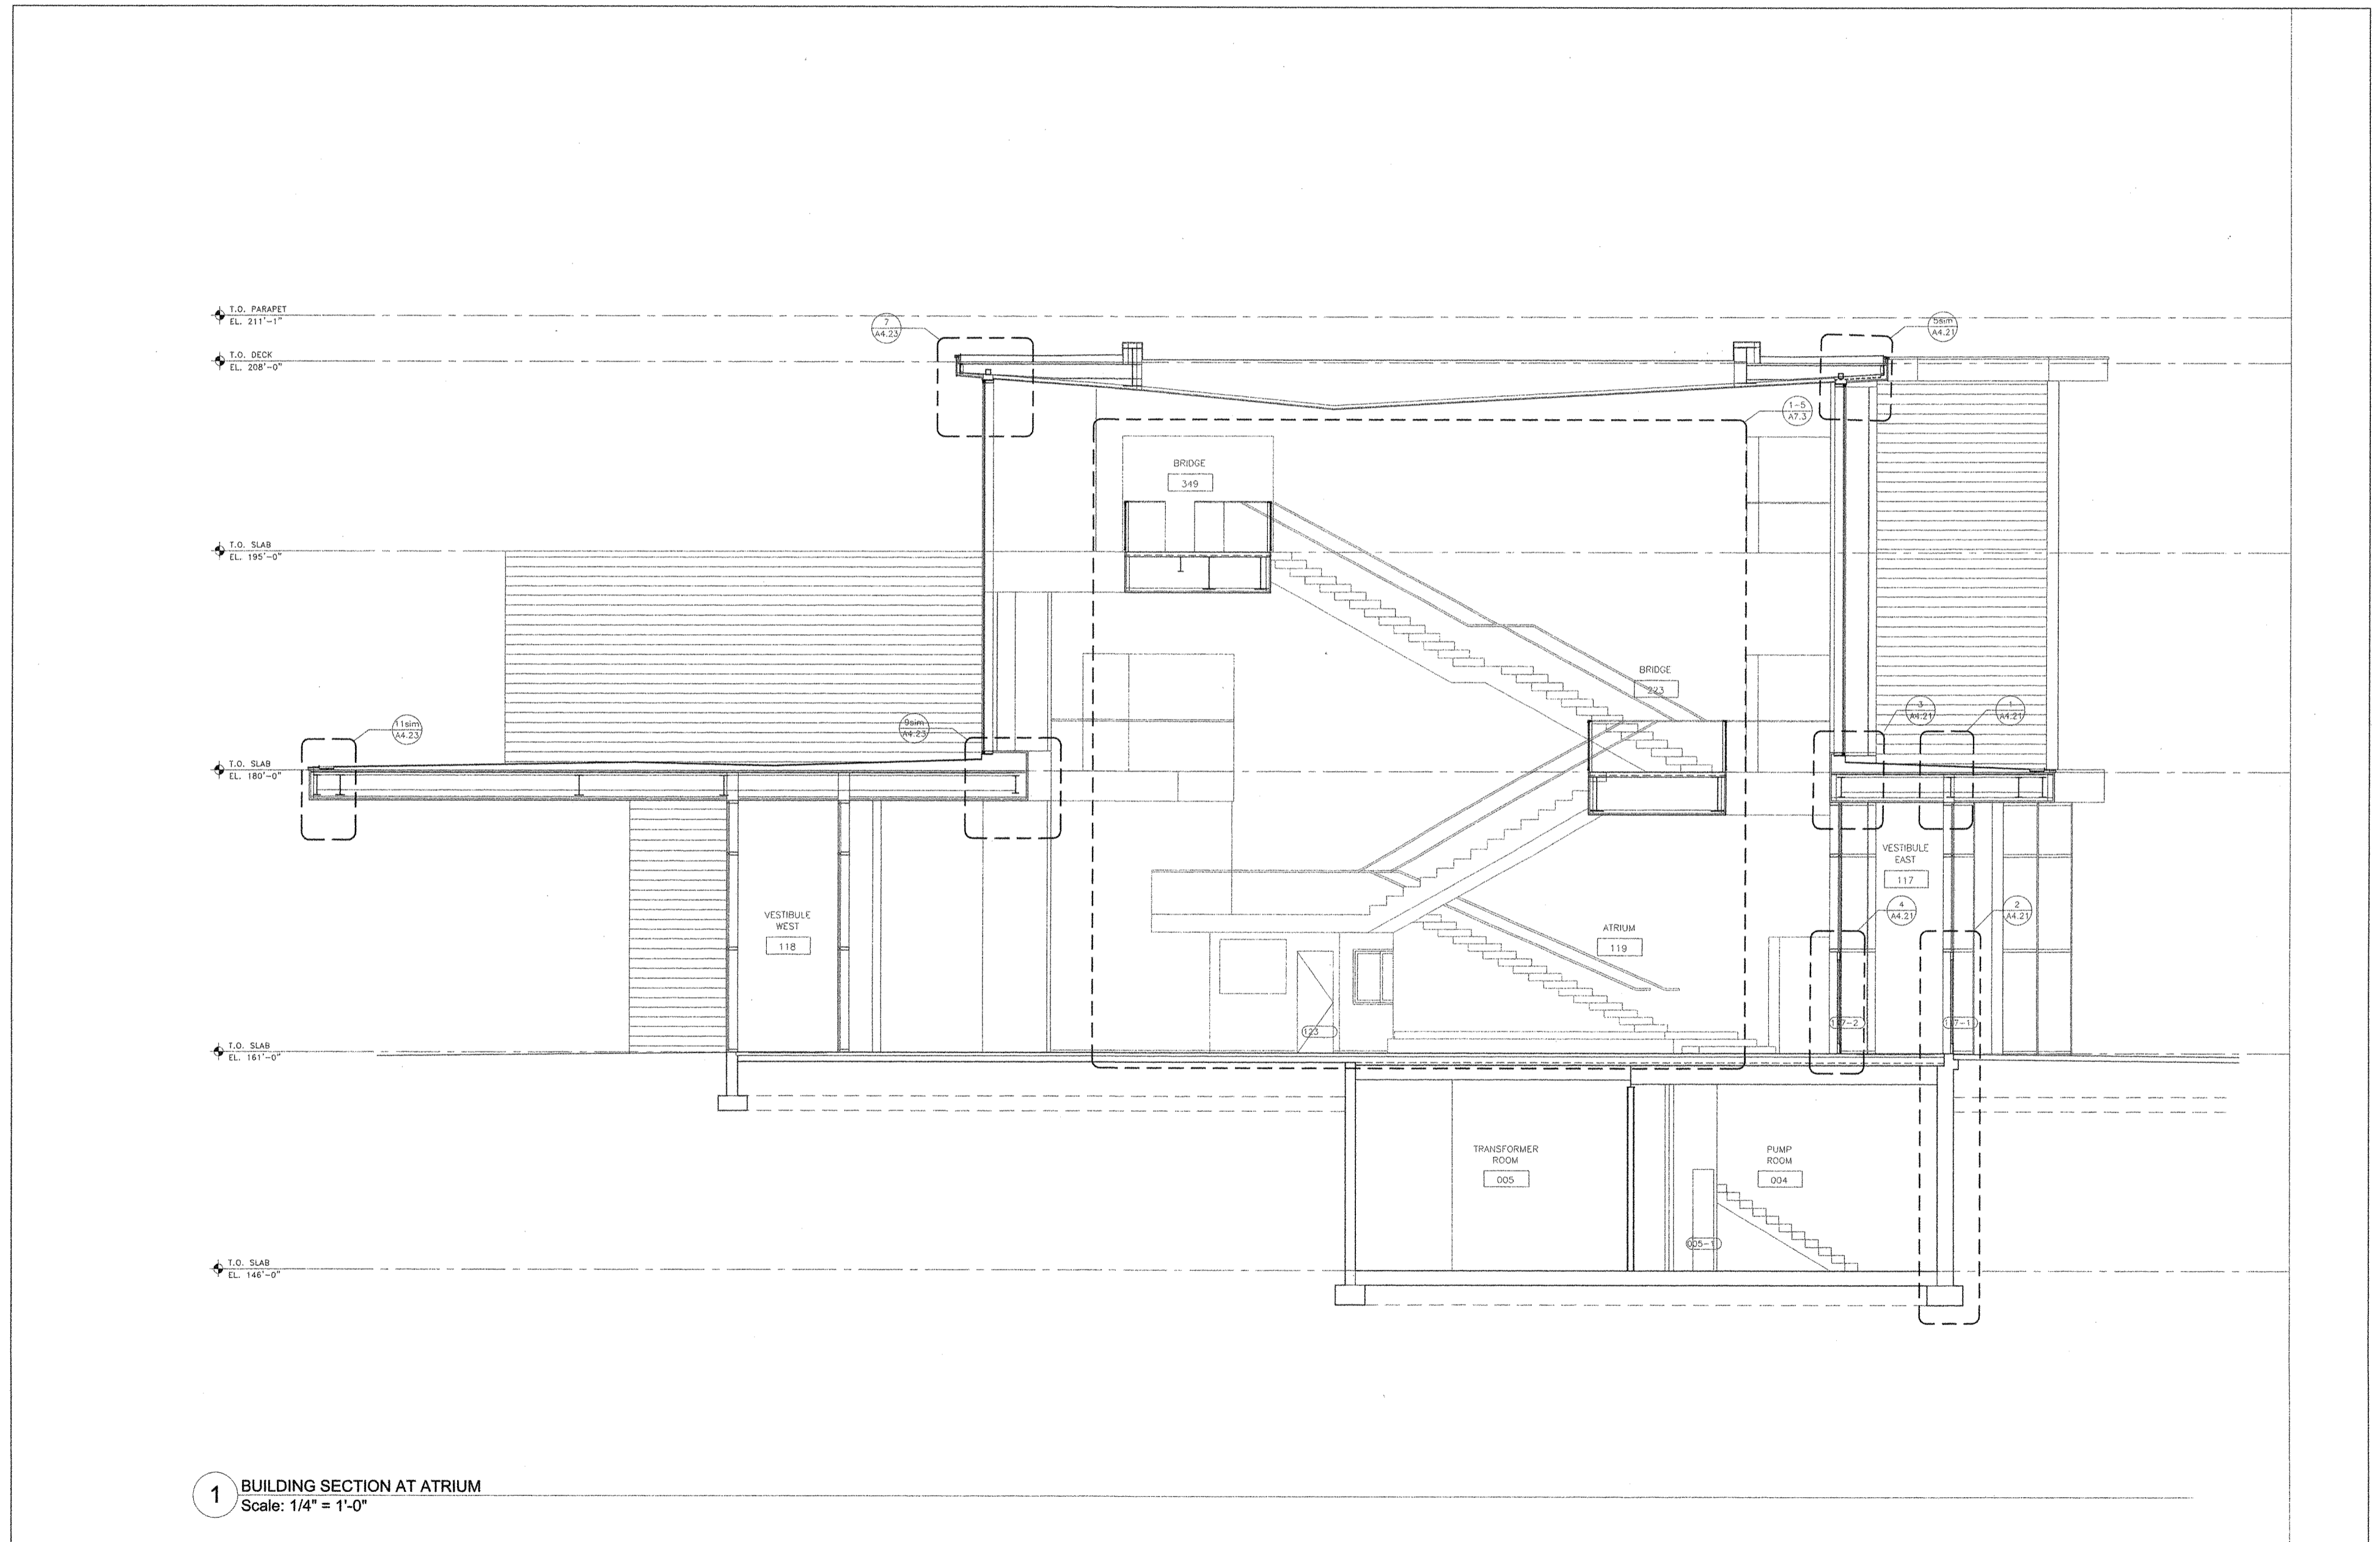 T.O. PARAPET
EL. 211'-1"
7
A4.23
5sim
A4.21
T.O. DECK
EL. 208'-0"
1-5
A7.3
BRIDGE
349
T.O. SLAB
EL. 195'-0"
BRIDGE
223
11sim
A4.23
9sim
A4.23
3
A4.21
1
A4.21
T.O. SLAB
EL. 180'-0"
VESTIBULE
EAST
117
VESTIBULE
WEST
118
4
A4.21
2
A4.21
ATRIUM
119
123
117-2
117-1
T.O. SLAB
EL. 161'-0"
TRANSFORMER
ROOM
005
PUMP
ROOM
004
005-1
T.O. SLAB
EL. 146'-0"
1
BUILDING SECTION AT ATRIUM
Scale: 1/4" = 1'-0"